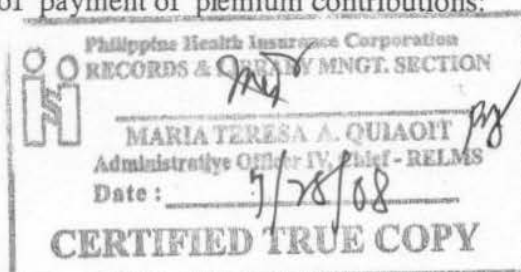 of payment of plemium contributions;
Philippine Health Insurance Corporation
RECORDS & LIBRARY MNGT. SECTION
MARIA TERESA A. QUIAOIT
Administrative Officer IV, Chief - RELMS
Date : 7/28/08
CERTIFIED TRUE COPY